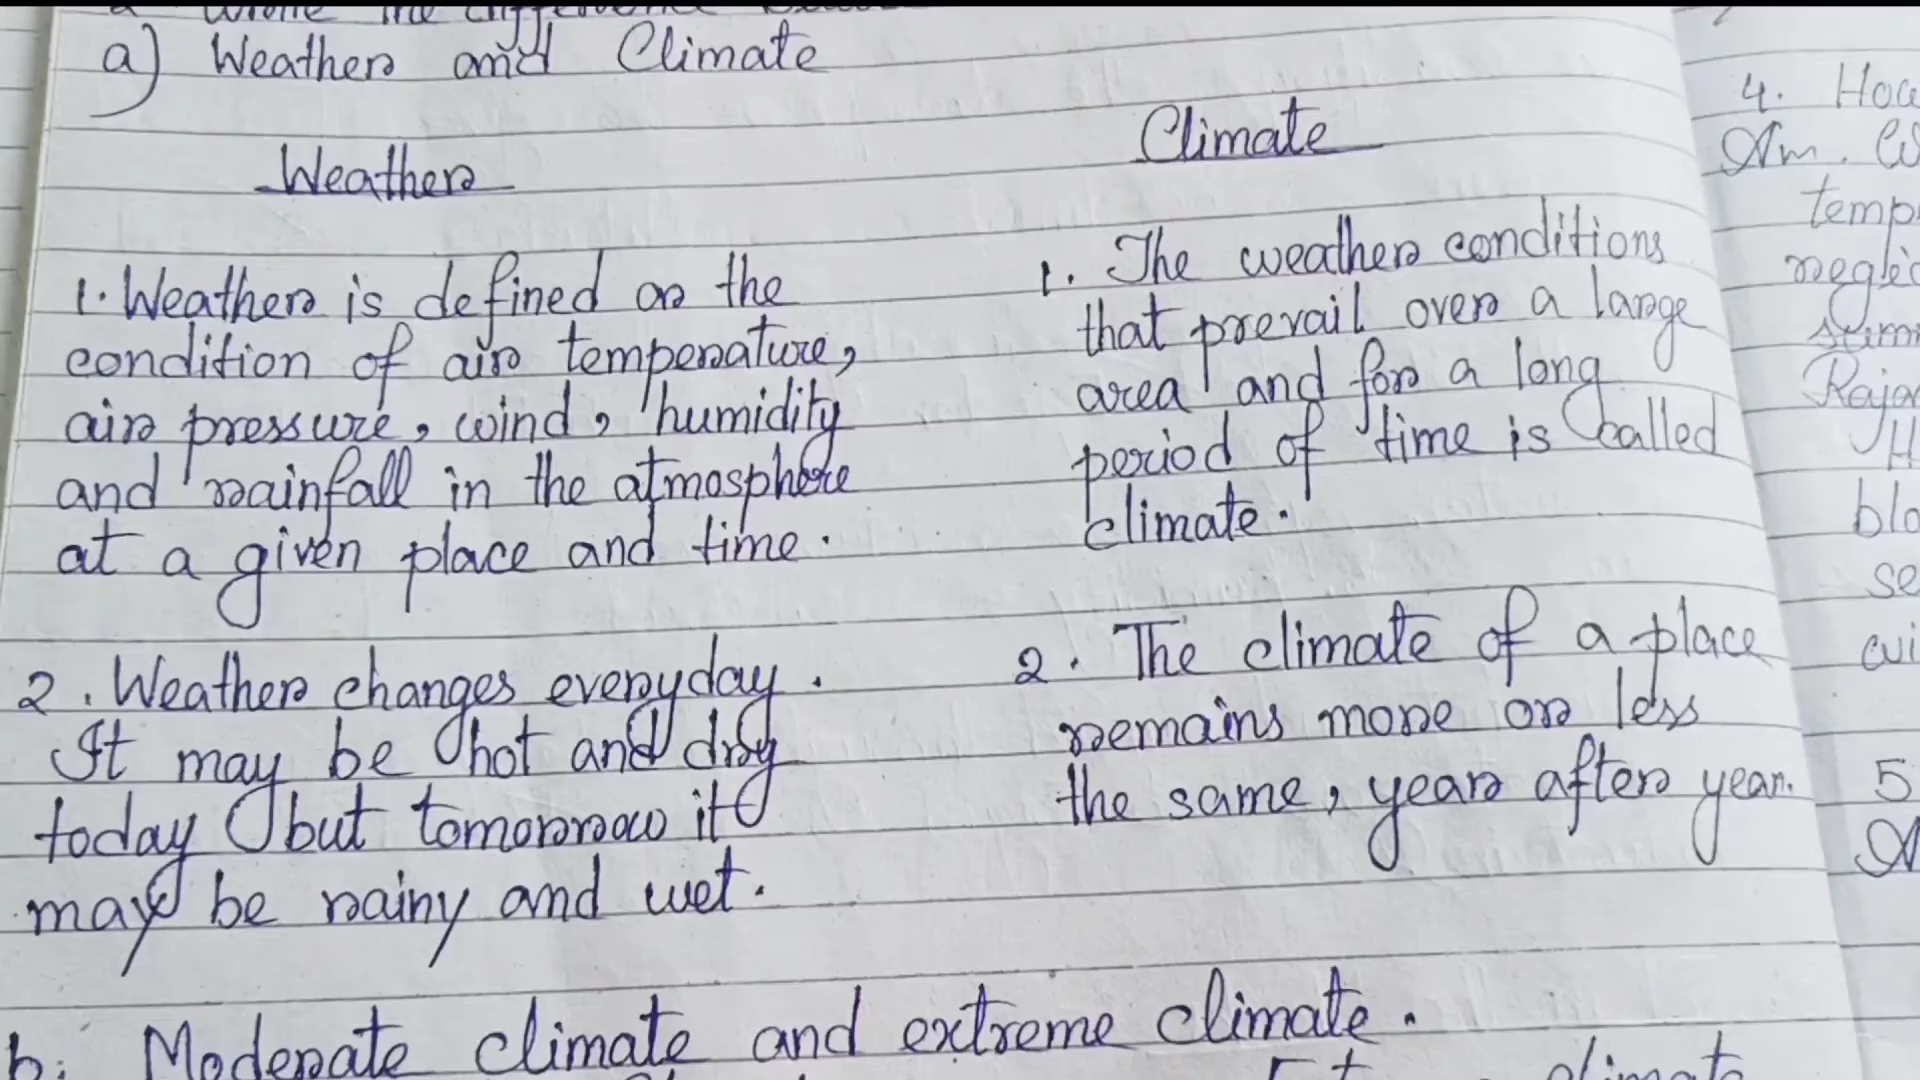 a) Weather and Climate
Weather
1. Weather is defined as the
condition of air temperature,
air pressure, wind, humidity
and rainfall in the atmosphere
at a given place and time.
2. Weather changes everyday.
It may be hot and dry
today but tomorrow it
may be rainy and wet.
Climate
1. The weather conditions
that prevail over a large
area and for a long
period of time is called
climate.
2. The climate of a place
remains more or less
the same, year after year.
b. Moderate climate and extreme climate.
climate
4.
5